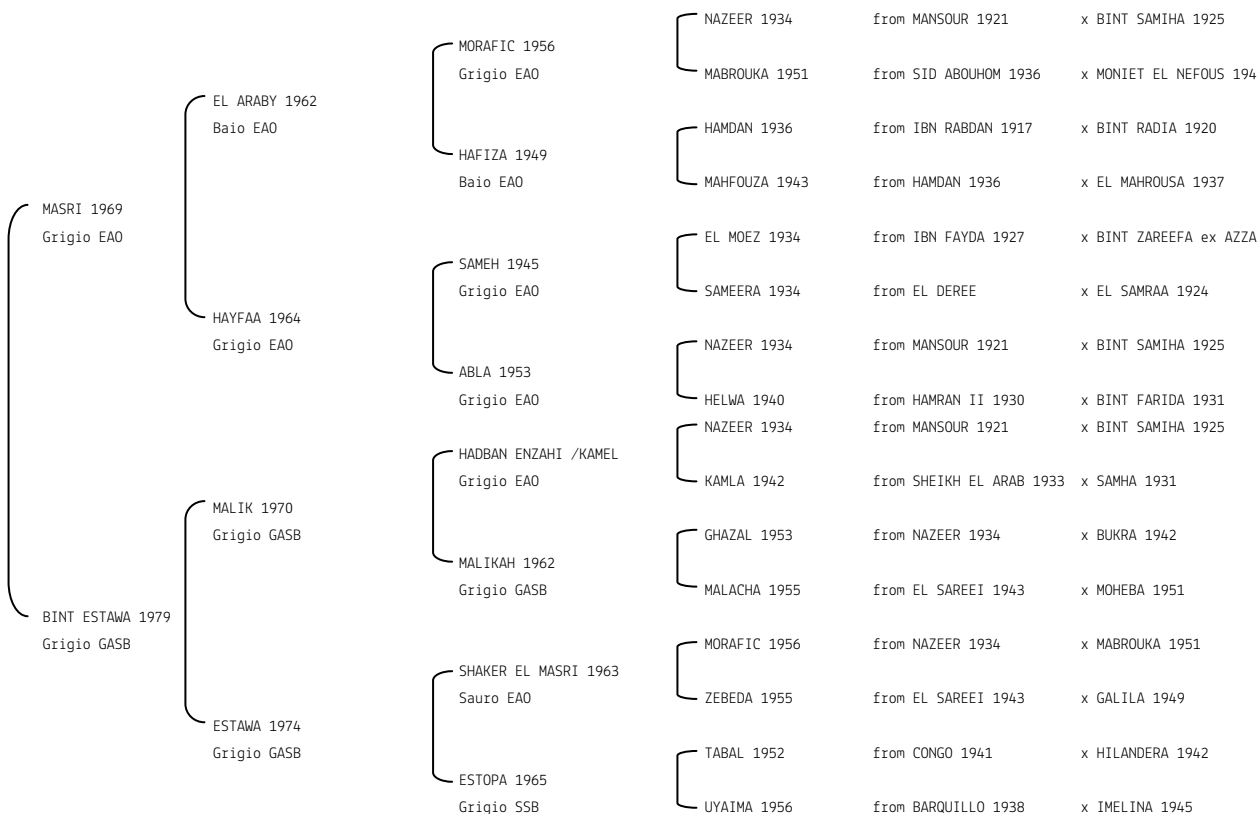 NAZEER 1934 from MANSOUR 1921 x BINT SAMIHA 1925
MORAFIC 1956
Grigio EAO
MABROUKA 1951 from SID ABOUHOM 1936 x MONIET EL NEFOUS 194
EL ARABY 1962
Baio EAO
HAMDAN 1936 from IBN RABDAN 1917 x BINT RADIA 1920
HAFIZA 1949
Baio EAO
MAHFOUZA 1943 from HAMDAN 1936 x EL MAHROUSA 1937
MASRI 1969
Grigio EAO
EL MOEZ 1934 from IBN FAYDA 1927 x BINT ZAREEFA ex AZZA
SAMEH 1945
Grigio EAO
SAMEERA 1934 from EL DEREE x EL SAMRAA 1924
HAYFAA 1964
Grigio EAO
NAZEER 1934 from MANSOUR 1921 x BINT SAMIHA 1925
ABLA 1953
Grigio EAO
HELWA 1940 from HAMRAN II 1930 x BINT FARIDA 1931
NAZEER 1934 from MANSOUR 1921 x BINT SAMIHA 1925
HADBAN ENZAHI /KAMEL
Grigio EAO
KAMLA 1942 from SHEIKH EL ARAB 1933 x SAMHA 1931
MALIK 1970
Grigio GASB
GHAZAL 1953 from NAZEER 1934 x BUKRA 1942
MALIKAH 1962
Grigio GASB
MALACHA 1955 from EL SAREEI 1943 x MOHEBA 1951
BINT ESTAWA 1979
Grigio GASB
MORAFIC 1956 from NAZEER 1934 x MABROUKA 1951
SHAKER EL MASRI 1963
Sauro EAO
ZEBEDA 1955 from EL SAREEI 1943 x GALILA 1949
ESTAWA 1974
Grigio GASB
TABAL 1952 from CONGO 1941 x HILANDERA 1942
ESTOPA 1965
Grigio SSB
UYAIMA 1956 from BARQUILLO 1938 x IMELINA 1945